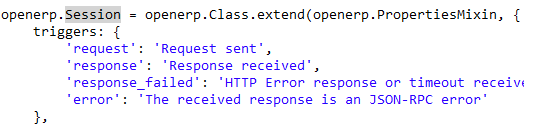 openerp.Session = openerp.Class.extend(openerp.PropertiesMixin, {
    triggers: {
        'request': 'Request sent',
        'response': 'Response received',
        'response_failed': 'HTTP Error response or timeout receive
        'error': 'The received response is an JSON-RPC error'
    },